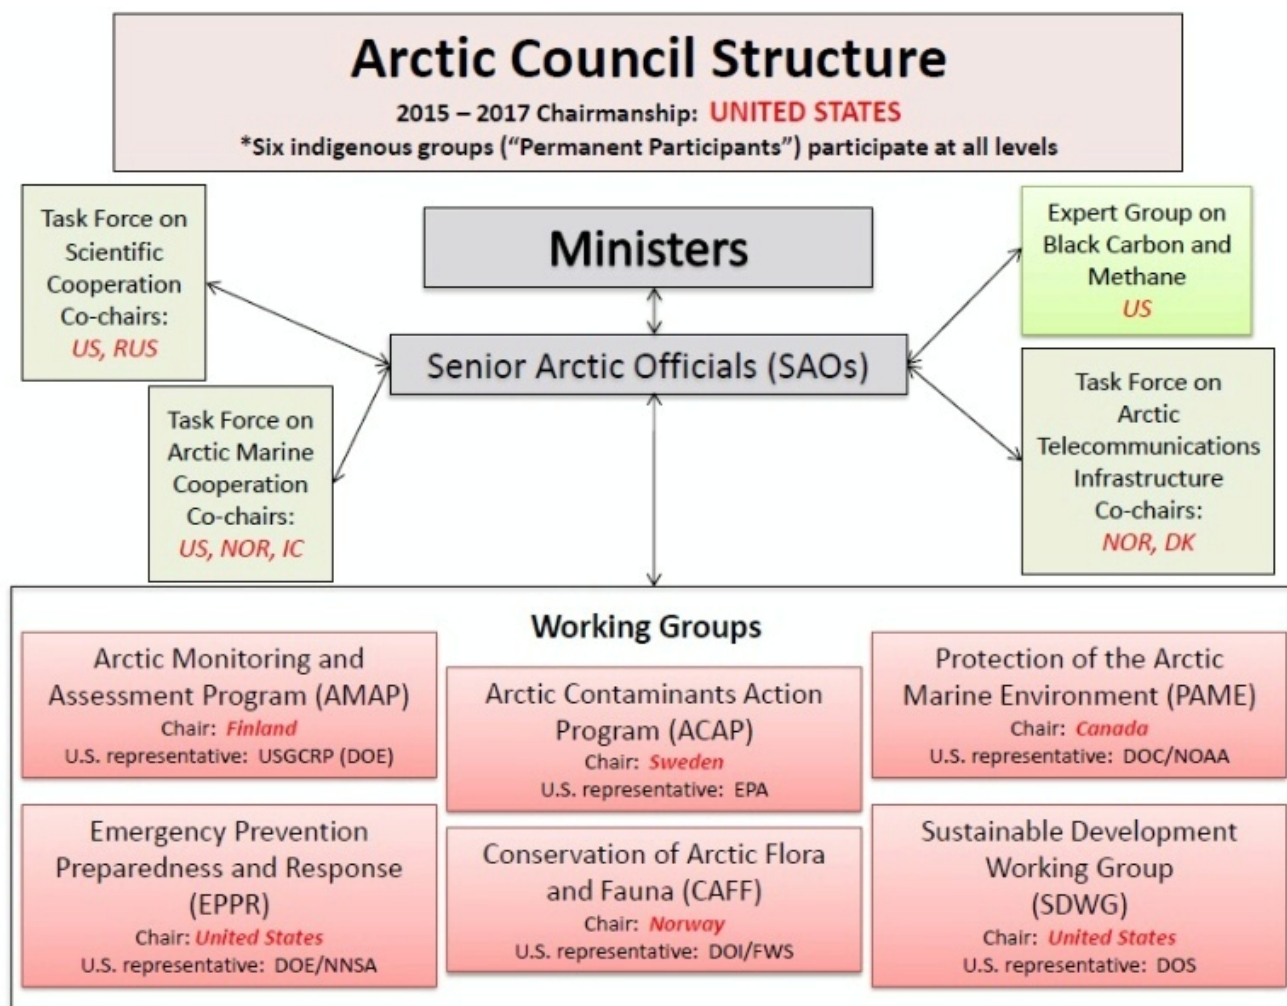 Arctic Council Structure
2015 – 2017 Chairmanship: UNITED STATES
*Six indigenous groups (“Permanent Participants”) participate at all levels
Task Force on
Scientific
Cooperation
Co-chairs:
US, RUS
Ministers
Expert Group on
Black Carbon and
Methane
US
Senior Arctic Officials (SAOs)
Task Force on
Arctic Marine
Cooperation
Co-chairs:
US, NOR, IC
Task Force on
Arctic
Telecommunications
Infrastructure
Co-chairs:
NOR, DK
Working Groups
Arctic Monitoring and
Assessment Program (AMAP)
Chair: Finland
U.S. representative: USGCRP (DOE)
Arctic Contaminants Action
Program (ACAP)
Chair: Sweden
U.S. representative: EPA
Protection of the Arctic
Marine Environment (PAME)
Chair: Canada
U.S. representative: DOC/NOAA
Emergency Prevention
Preparedness and Response
(EPPR)
Chair: United States
U.S. representative: DOE/NNSA
Conservation of Arctic Flora
and Fauna (CAFF)
Chair: Norway
U.S. representative: DOI/FWS
Sustainable Development
Working Group
(SDWG)
Chair: United States
U.S. representative: DOS